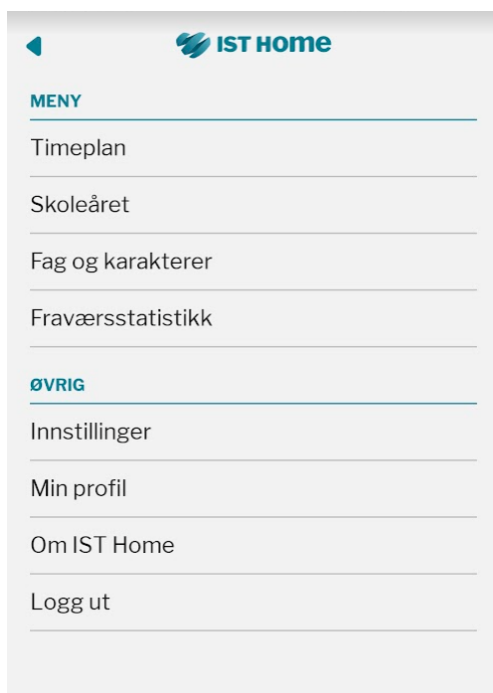 IST Home
MENY
Timeplan
Skoleåret
Fag og karakterer
Fraværsstatistikk
ØVRIG
Innstillinger
Min profil
Om IST Home
Logg ut